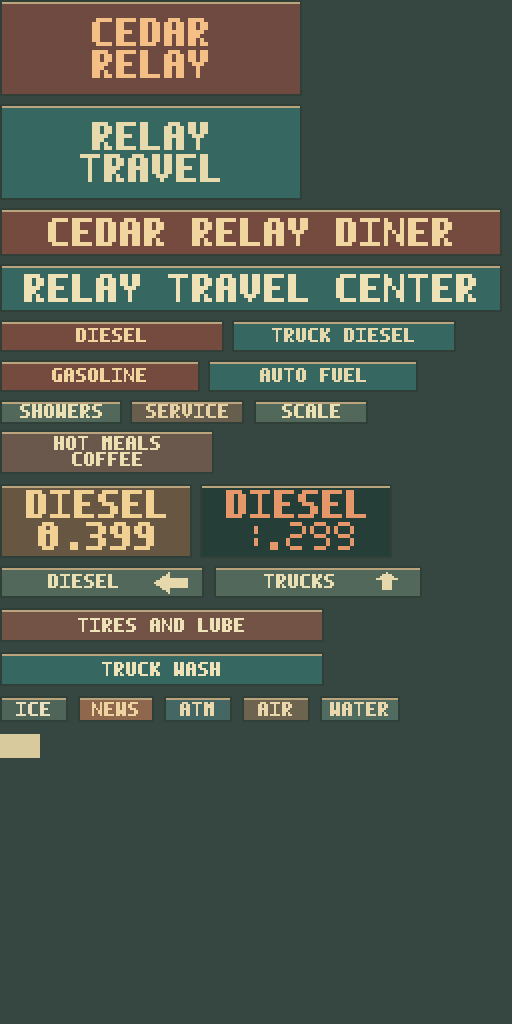 CEDAR
RELAY
RELAY
TRAVEL
CEDAR RELAY DINER
RELAY TRAVEL CENTER
DIESEL
TRUCK DIESEL
GASOLINE
AUTO FUEL
SHOWERS
SERVICE
SCALE
HOT MEALS
COFFEE
DIESEL
0.399
DIESEL
1.299
DIESEL
TRUCKS
TIRES AND LUBE
TRUCK WASH
ICE
NEWS
ATM
AIR
WATER